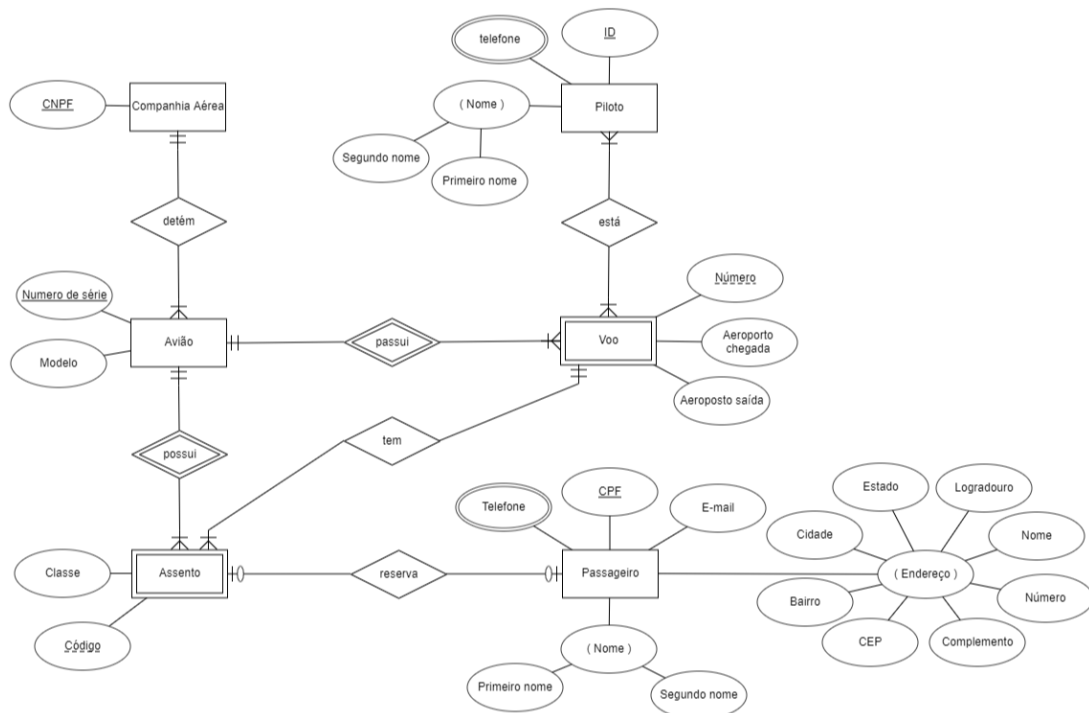 telefone
ID
CNPF
Companhia Aérea
( Nome )
Piloto
Segundo nome
Primeiro nome
detém
está
Numero de série
Número
Avião
passui
Voo
Aeroporto
chegada
Modelo
Aeroposto saída
tem
possui
Estado
Logradouro
CPF
Telefone
E-mail
Cidade
Nome
Classe
Assento
reserva
Passageiro
( Endereço )
Bairro
Número
Código
CEP
Complemento
( Nome )
Primeiro nome
Segundo nome